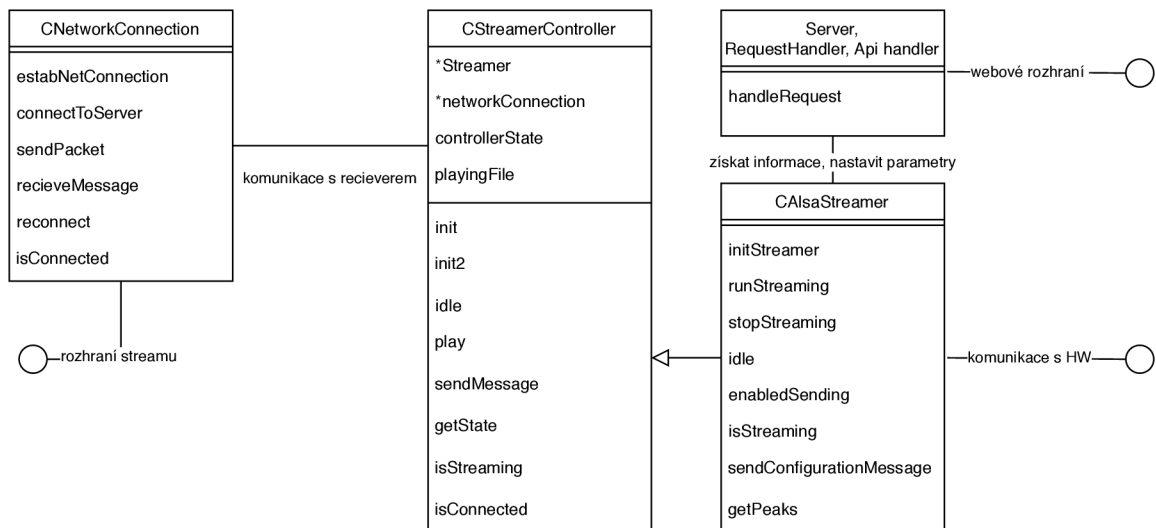 CNetworkConnection
estabNetConnection
connectToServer
sendPacket
recieveMessage
reconnect
isConnected
rozhraní streamu
komunikace s recieverem
CStreamerController
*Streamer
*networkConnection
controllerState
playingFile
init
init2
idle
play
sendMessage
getState
isStreaming
isConnected
Server,
RequestHandler, Api handler
handleRequest
webové rozhraní
získat informace, nastavit parametry
CAlsaStreamer
initStreamer
runStreaming
stopStreaming
idle
enabledSending
isStreaming
sendConfigurationMessage
getPeaks
komunikace s HW